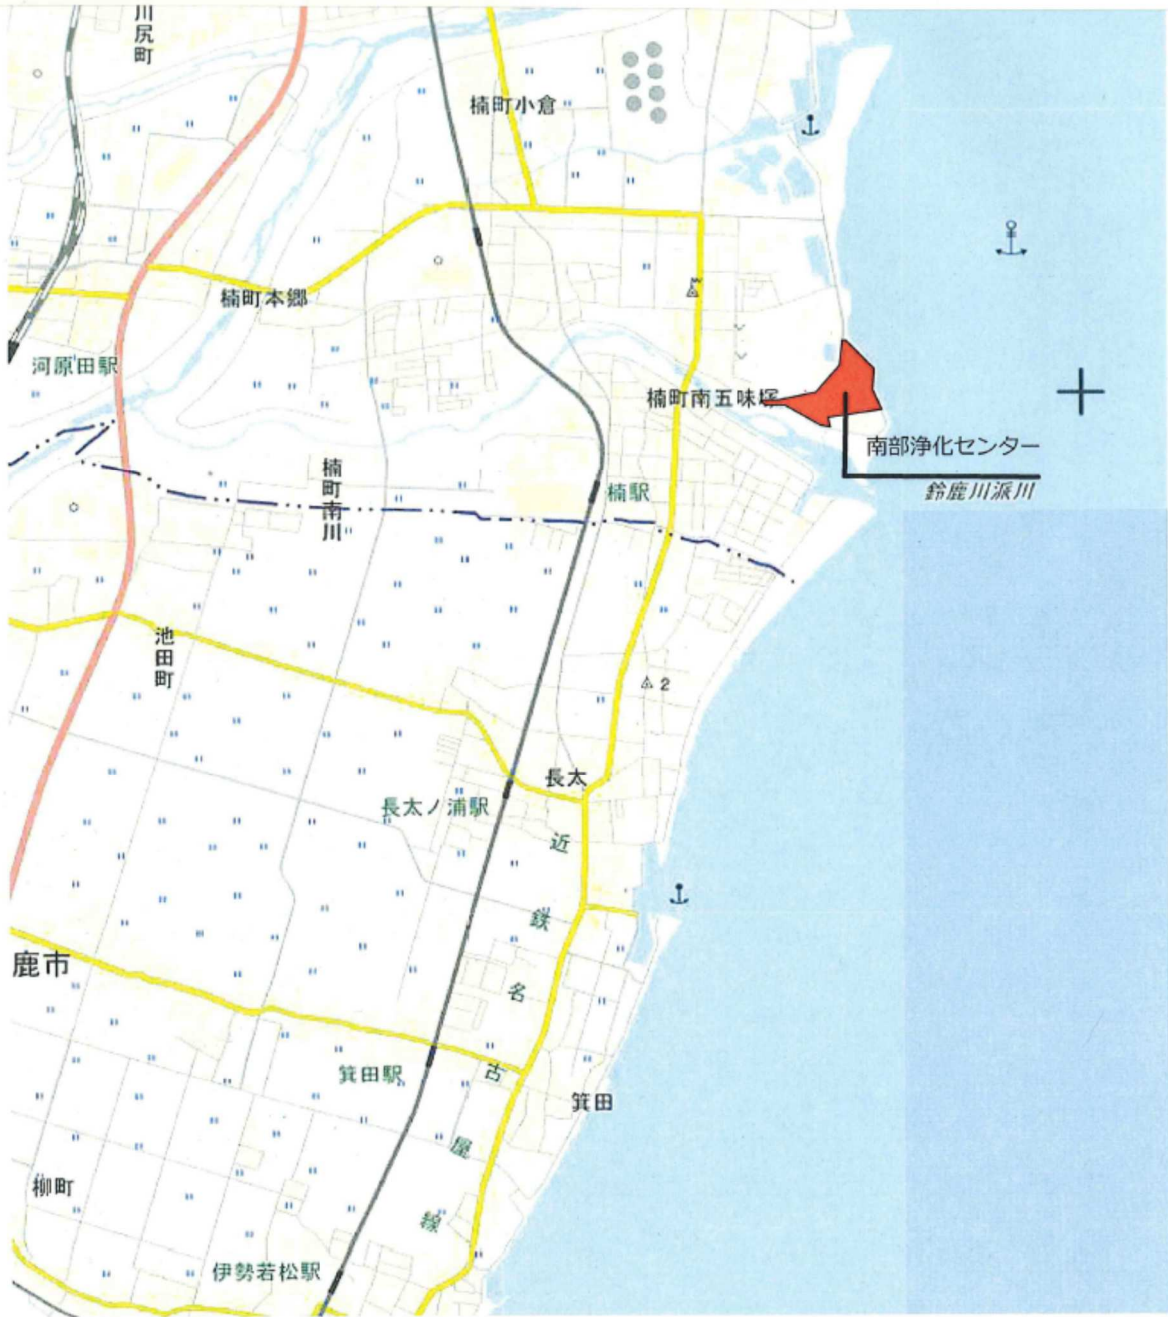 川尻町
楠町小倉
楠町本郷
河原田駅
楠町南五味塚
南部浄化センター
鈴鹿川派川
楠町南川
楠駅
池田町
2
長太
長太ノ浦駅
近鉄名古屋線
鹿市
箕田駅
箕田
柳町
伊勢若松駅